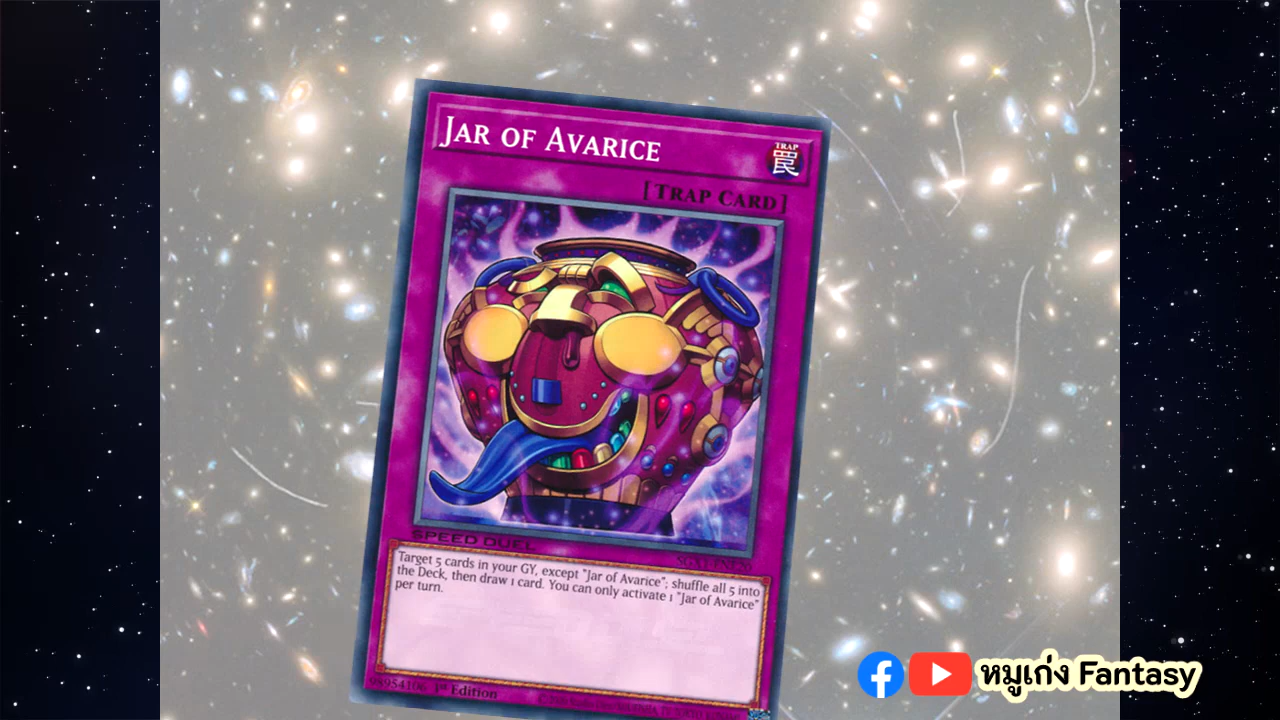 JAR OF AVARICE
TRAP
罠
[TRAP CARD]
SPEED DUEL
Target 5 cards in your GY, except "Jar of Avarice"; shuffle all 5 into
the Deck, then draw 1 card. You can only activate 1 "Jar of Avarice"
per turn.
98954106
1st Edition
หมูเก่ง Fantasy